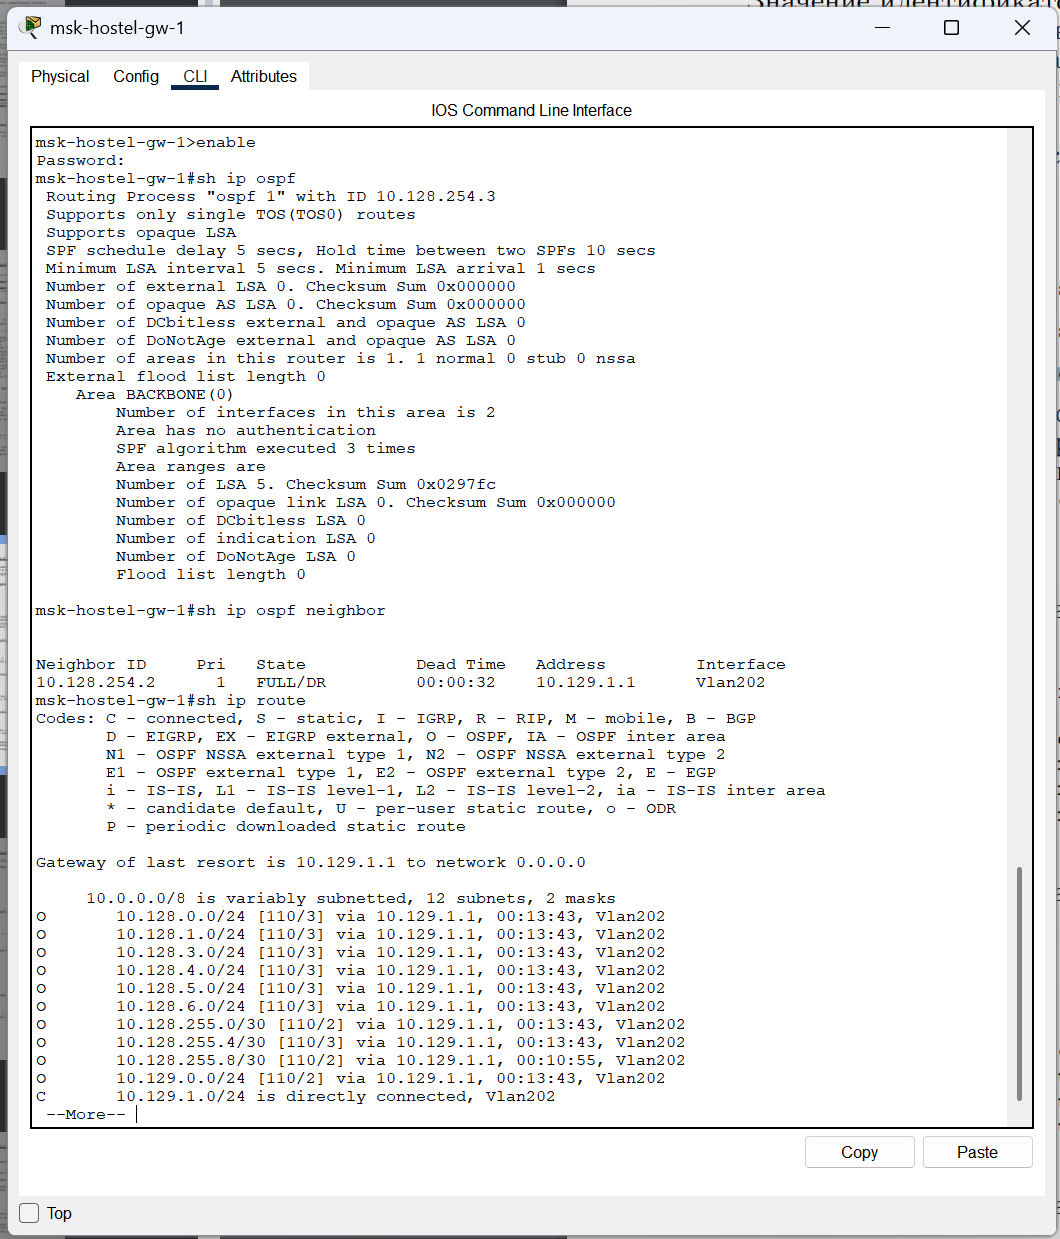 Значение идентификат
msk-hostel-gw-1
Physical Config CLI Attributes
IOS Command Line Interface
msk-hostel-gw-1>enable
Password:
msk-hostel-gw-1#sh ip ospf
Routing Process "ospf 1" with ID 10.128.254.3
Supports only single TOS(TOS0) routes
Supports opaque LSA
SPF schedule delay 5 secs, Hold time between two SPFs 10 secs
Minimum LSA interval 5 secs. Minimum LSA arrival 1 secs
Number of external LSA 0. Checksum Sum 0x000000
Number of opaque AS LSA 0. Checksum Sum 0x000000
Number of DCbitless external and opaque AS LSA 0
Number of DoNotAge external and opaque AS LSA 0
Number of areas in this router is 1. 1 normal 0 stub 0 nssa
External flood list length 0
Area BACKBONE(0)
Number of interfaces in this area is 2
Area has no authentication
SPF algorithm executed 3 times
Area ranges are
Number of LSA 5. Checksum Sum 0x0297fc
Number of opaque link LSA 0. Checksum Sum 0x000000
Number of DCbitless LSA 0
Number of indication LSA 0
Number of DoNotAge LSA 0
Flood list length 0
msk-hostel-gw-1#sh ip ospf neighbor
Neighbor ID Pri State Dead Time Address Interface
10.128.254.2 1 FULL/DR 00:00:32 10.129.1.1 Vlan202
msk-hostel-gw-1#sh ip route
Codes: C - connected, S - static, I - IGRP, R - RIP, M - mobile, B - BGP
D - EIGRP, EX - EIGRP external, O - OSPF, IA - OSPF inter area
N1 - OSPF NSSA external type 1, N2 - OSPF NSSA external type 2
E1 - OSPF external type 1, E2 - OSPF external type 2, E - EGP
i - IS-IS, L1 - IS-IS level-1, L2 - IS-IS level-2, ia - IS-IS inter area
* - candidate default, U - per-user static route, o - ODR
P - periodic downloaded static route
Gateway of last resort is 10.129.1.1 to network 0.0.0.0
10.0.0.0/8 is variably subnetted, 12 subnets, 2 masks
O 10.128.0.0/24 [110/3] via 10.129.1.1, 00:13:43, Vlan202
O 10.128.1.0/24 [110/3] via 10.129.1.1, 00:13:43, Vlan202
O 10.128.3.0/24 [110/3] via 10.129.1.1, 00:13:43, Vlan202
O 10.128.4.0/24 [110/3] via 10.129.1.1, 00:13:43, Vlan202
O 10.128.5.0/24 [110/3] via 10.129.1.1, 00:13:43, Vlan202
O 10.128.6.0/24 [110/3] via 10.129.1.1, 00:13:43, Vlan202
O 10.128.255.0/30 [110/2] via 10.129.1.1, 00:13:43, Vlan202
O 10.128.255.4/30 [110/3] via 10.129.1.1, 00:13:43, Vlan202
O 10.128.255.8/30 [110/2] via 10.129.1.1, 00:10:55, Vlan202
O 10.129.0.0/24 [110/2] via 10.129.1.1, 00:13:43, Vlan202
C 10.129.1.0/24 is directly connected, Vlan202
--More--
Copy Paste
Top